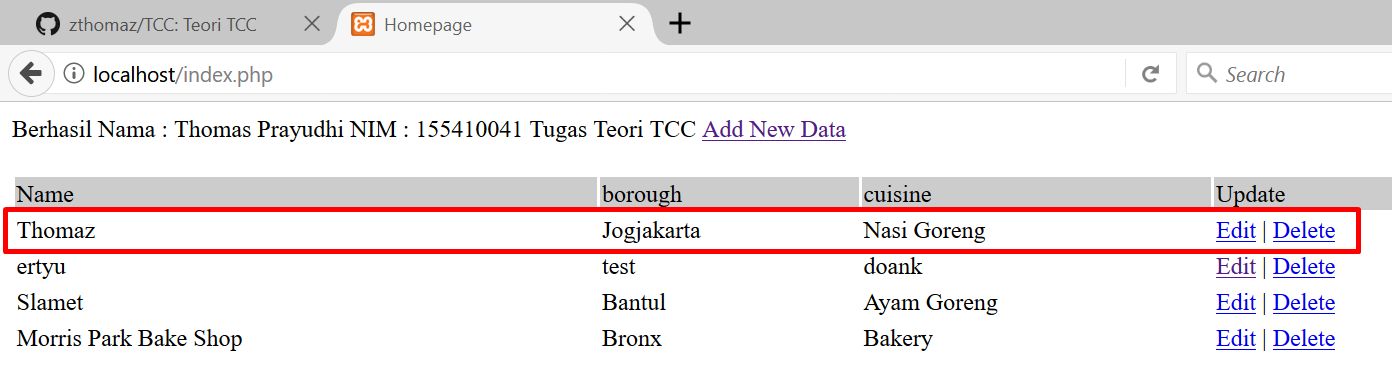 zthomaz/TCC: Teori TCC Homepage
localhost/index.php Search
Berhasil Nama : Thomas Prayudhi NIM : 155410041 Tugas Teori TCC Add New Data
Name borough cuisine Update
Thomaz Jogjakarta Nasi Goreng Edit | Delete
ertyu test doank Edit | Delete
Slamet Bantul Ayam Goreng Edit | Delete
Morris Park Bake Shop Bronx Bakery Edit | Delete